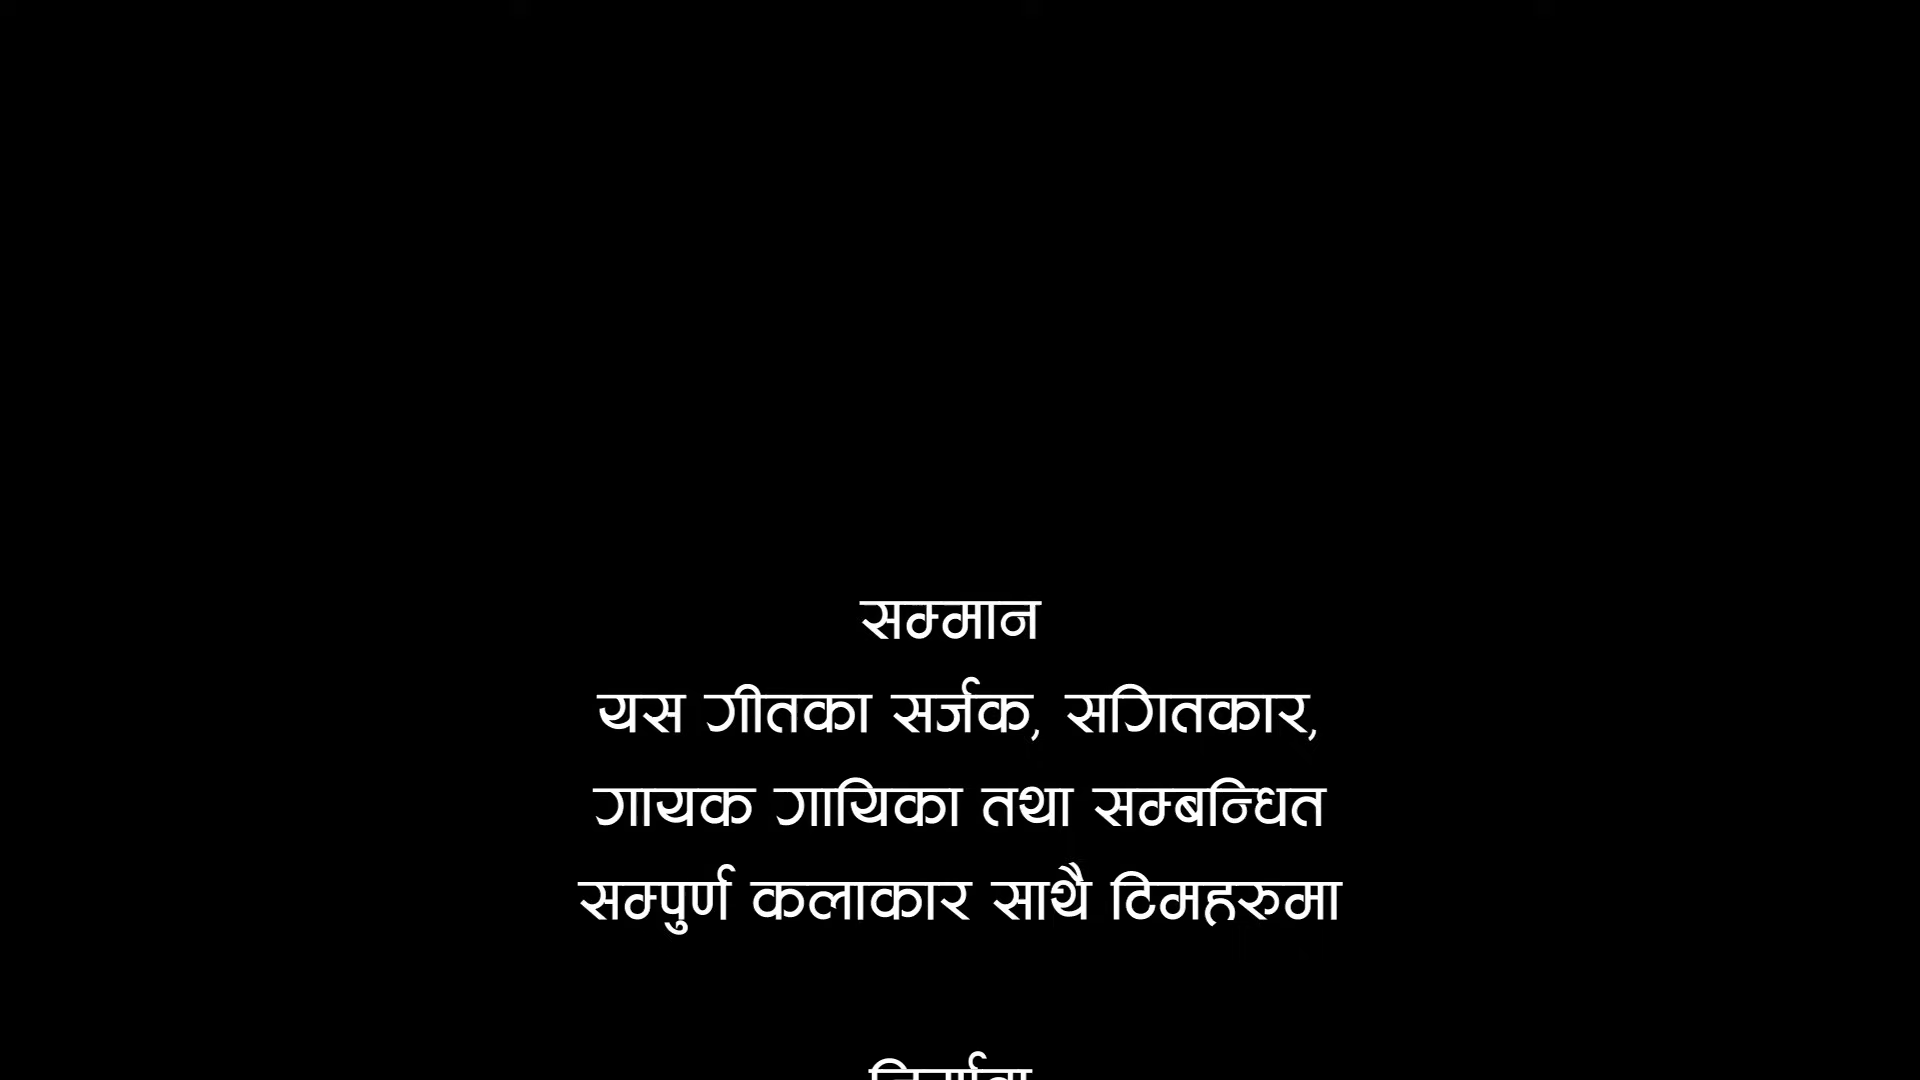 सम्मान
यस गीतका सर्जक, सगितकार,
गायक गायिका तथा सम्बन्धित
सम्पुर्ण कलाकार साथै टिमहरुमा